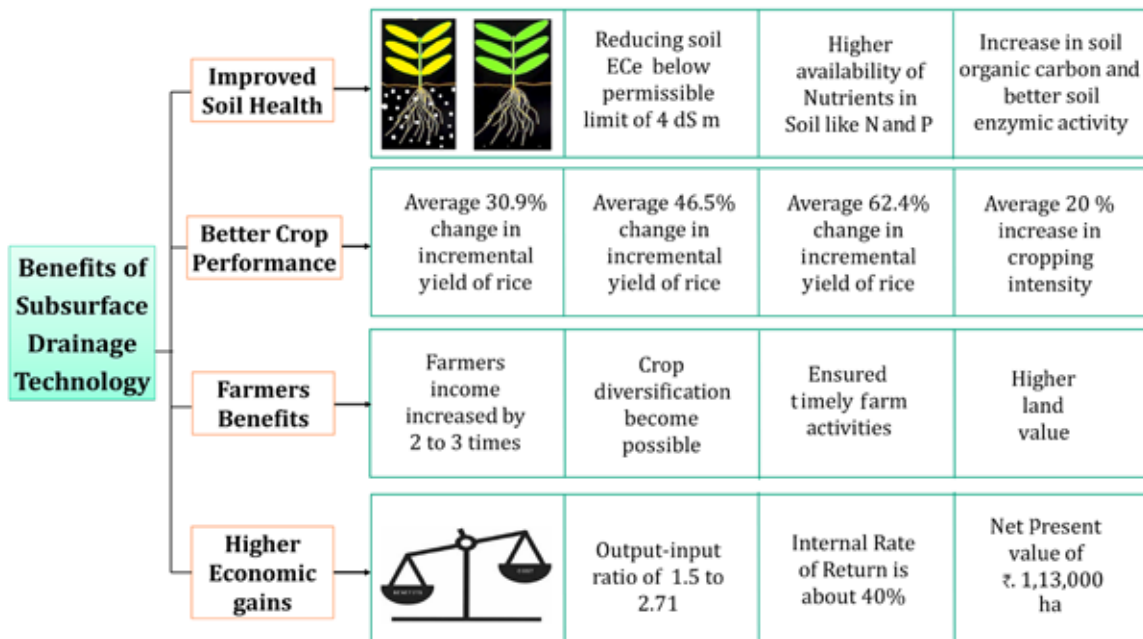 Benefits of
Subsurface
Drainage
Technology
Improved
Soil Health
Reducing soil
ECe below
permissible
limit of 4 dS m
Higher
availability of
Nutrients in
Soil like N and P
Increase in soil
organic carbon and
better soil
enzymic activity
Better Crop
Performance
Average 30.9%
change in
incremental
yield of rice
Average 46.5%
change in
incremental
yield of rice
Average 62.4%
change in
incremental
yield of rice
Average 20 %
increase in
cropping
intensity
Farmers
Benefits
Farmers
income
increased by
2 to 3 times
Crop
diversification
become
possible
Ensured
timely farm
activities
Higher
land
value
Higher
Economic
gains
BENEFITS
COST
Output-input
ratio of 1.5 to
2.71
Internal Rate
of Return is
about 40%
Net Present
value of
₹. 1,13,000
ha